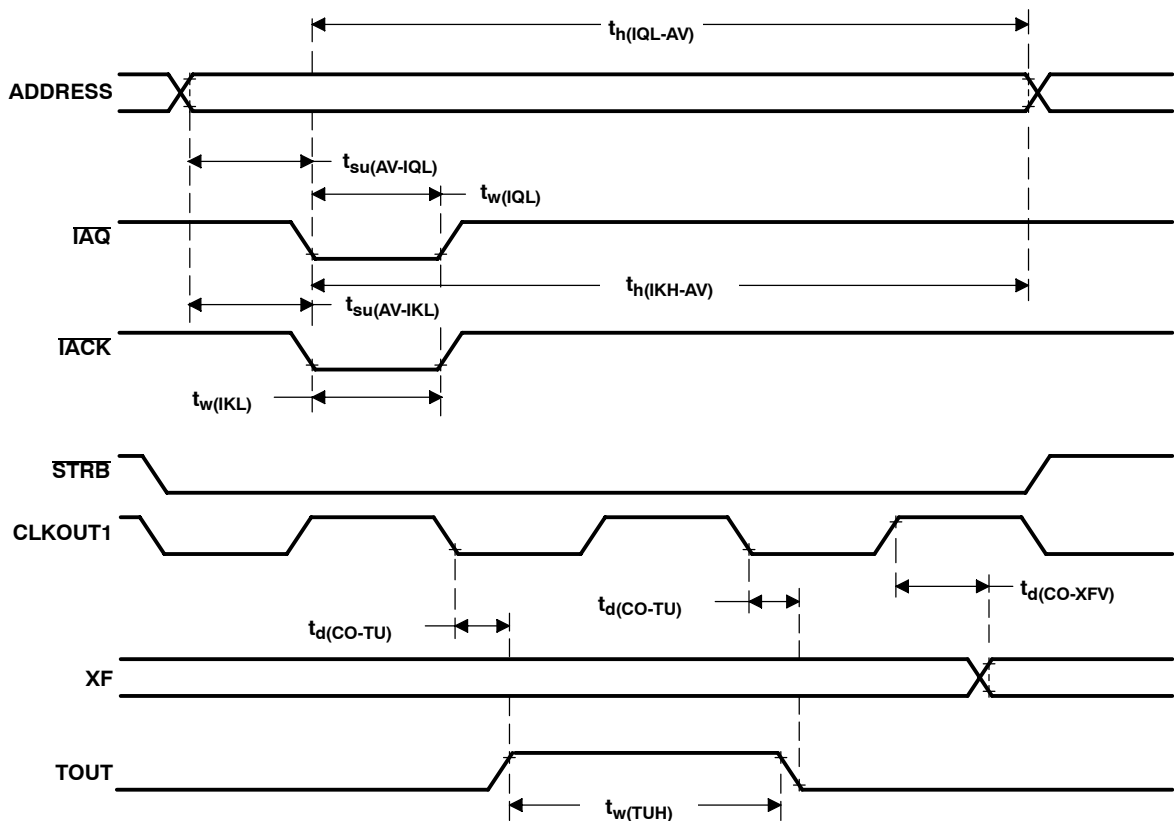 th(IQL-AV)
ADDRESS
tsu(AV-IQL)
tw(IQL)
IAQ
th(IKH-AV)
tsu(AV-IKL)
IACK
tw(IKL)
STRB
CLKOUT1
td(CO-TU)
td(CO-TU)
td(CO-XFV)
XF
TOUT
tw(TUH)